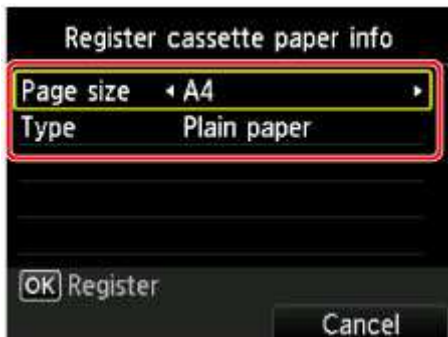 Register cassette paper info
Page size A4
Type Plain paper
OK Register
Cancel